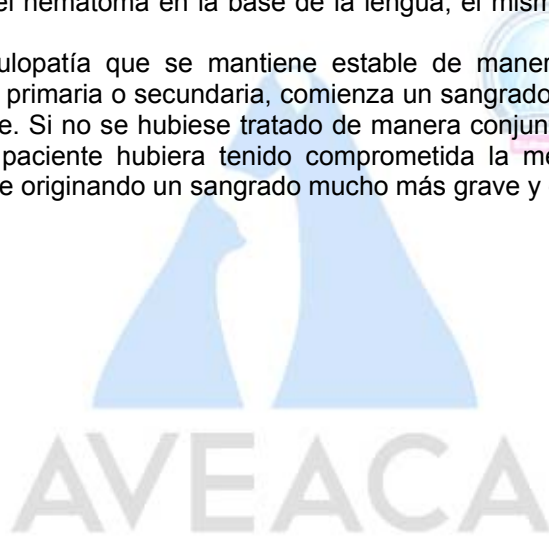 el hematoma en la base de la lengua, el mism
ulopatía que se mantiene estable de maner
primaria o secundaria, comienza un sangrado
e. Si no se hubiese tratado de manera conjun
paciente hubiera tenido comprometida la me
e originando un sangrado mucho más grave y
AVEACA